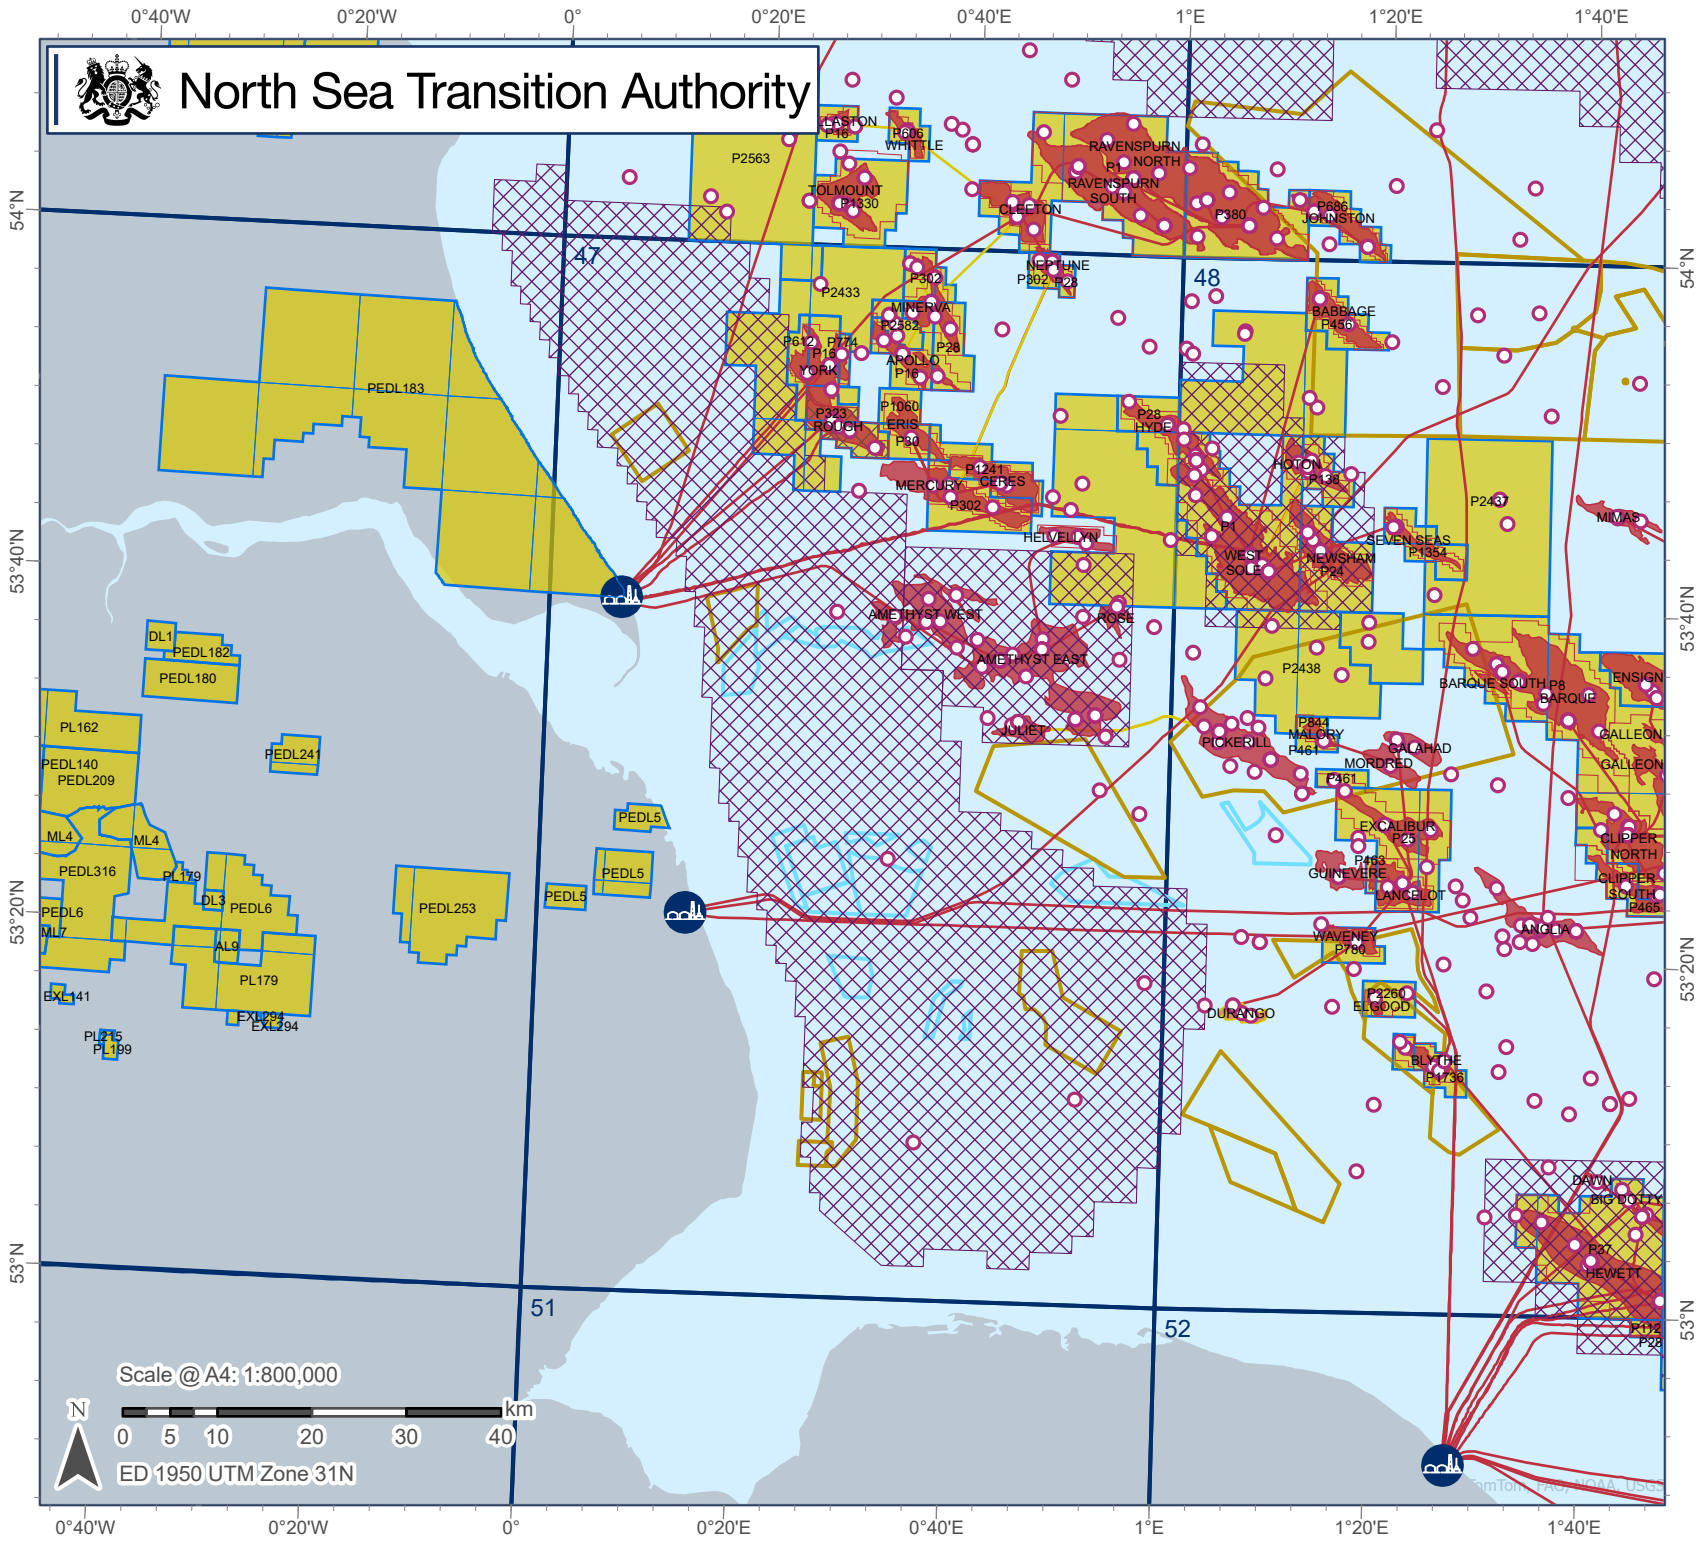 0°40'W 0°20'W 0° 0°20'E 0°40'E 1°E 1°20'E 1°40'E
North Sea Transition Authority
LASTON
P16
P606
WHITTLE
P2563
RAVENSPURN
NORTH
P1
RAVENSPURN
SOUTH
TOLMOUNT
P1330
CLEETON
P380
P686
JOHNSTON
54°N
54°N
47
48
NEPTUNE
P302
P28
P302
P2433
MINERVA
P2582
BABBAGE
P456
P612
P774
P16
YORK
P28
APOLLO
P16
PEDL183
P1060
P323
ROUGH
ERIS
P30
P28
HYDE
HOTON
P138
P1241
CERES
MERCURY
P302
P2437
MIMAS
P1
HELVELLYN
SEVEN SEAS
P1354
WEST
SOLE
NEWSHAM
P24
53°40'N
53°40'N
AMETHYST WEST
ROSE
AMETHYST EAST
DL1
PEDL182
PEDL180
P2438
BARQUE SOUTH
P8
BARQUE
ENSIGN
PL162
PEDL241
JULIET
PICKERILL
P844
MALORY
P461
GALAHAD
MORDRED
GALLEON
PEDL140
PEDL209
GALLEON
P461
PEDL5
ML4
ML4
EXCALIBUR
P25
CLIPPER
NORTH
PEDL316
PL179
PEDL5
P463
GUINEVERE
CLIPPER
SOUTH
PEDL5
LANCELOT
P465
DL3
PEDL6
PEDL253
PEDL6
53°20'N
53°20'N
ML7
AL9
WAVENEY
P780
ANGLIA
PL179
EXL141
P2260
ELGOOD
EXL294
EXL294
DURANGO
PL215
PL199
BLYTHE
P1736
DAWN
BIG DOTTY
P37
HEWETT
53°N
53°N
51
52
P112
P28
Scale @ A4: 1:800,000
N
km
0 5 10 20 30 40
ED 1950 UTM Zone 31N
TomTom, FAO, NOAA, USGS
0°40'W 0°20'W 0° 0°20'E 0°40'E 1°E 1°20'E 1°40'E